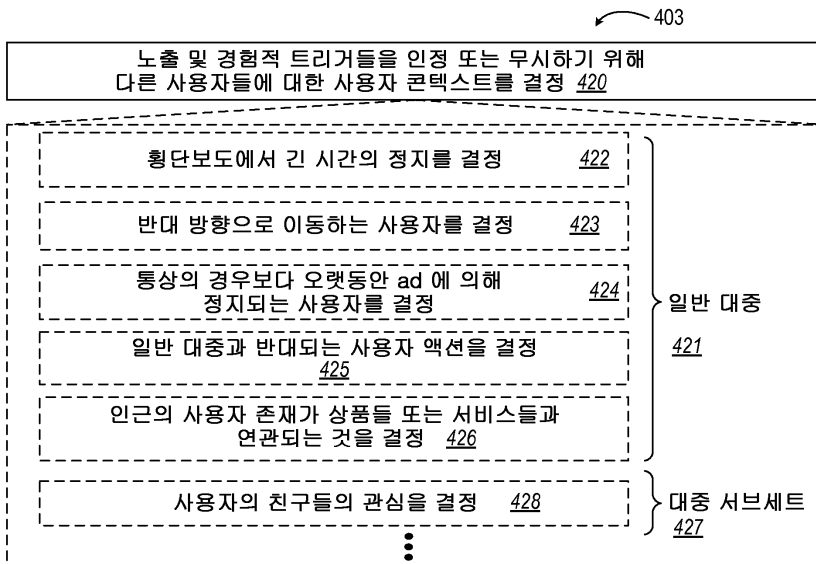 403
노출 및 경험적 트리거들을 인정 또는 무시하기 위해
다른 사용자들에 대한 사용자 콘텍스트를 결정 420
횡단보도에서 긴 시간의 정지를 결정 422
반대 방향으로 이동하는 사용자를 결정 423
통상의 경우보다 오랫동안 ad 에 의해
정지되는 사용자를 결정 424
일반 대중과 반대되는 사용자 액션을 결정
425
인근의 사용자 존재가 상품들 또는 서비스들과
연관되는 것을 결정 426
일반 대중
421
사용자의 친구들의 관심을 결정 428
대중 서브세트
427